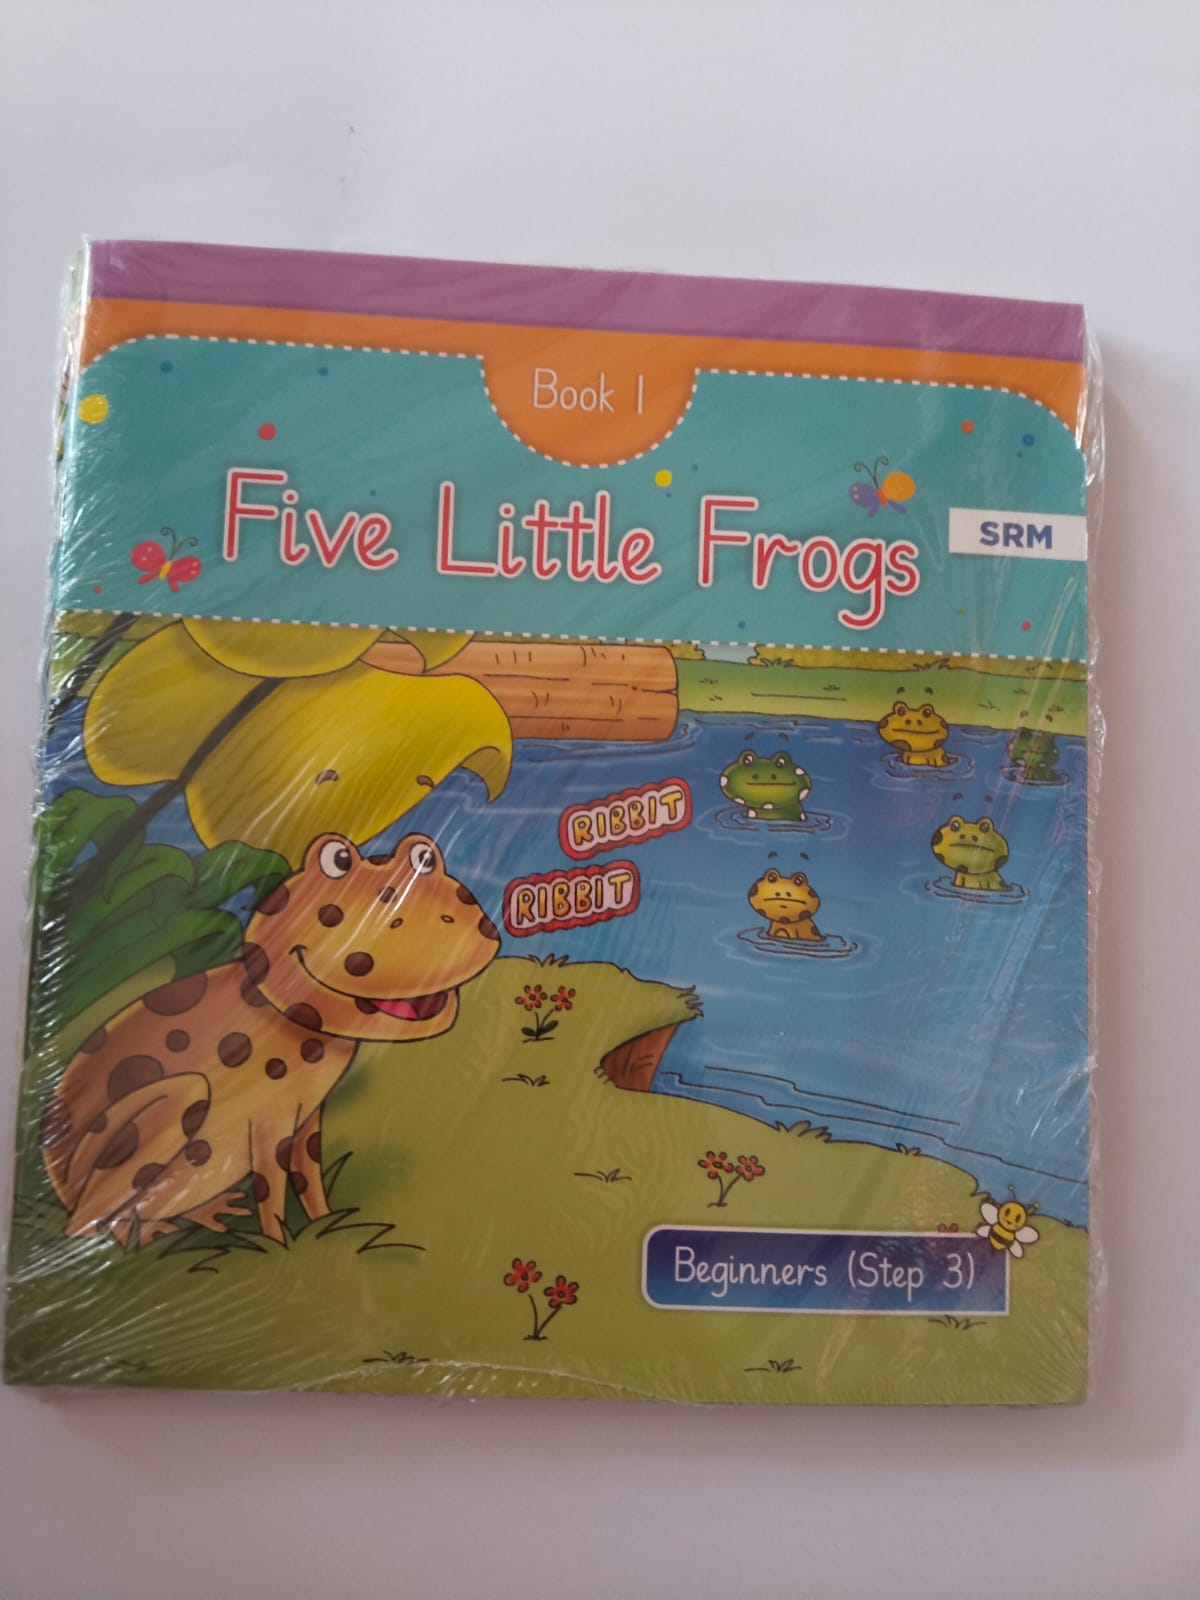 Book 1
Five Little Frogs
SRM
RIBBIT
RIBBIT
Beginners (Step 3)